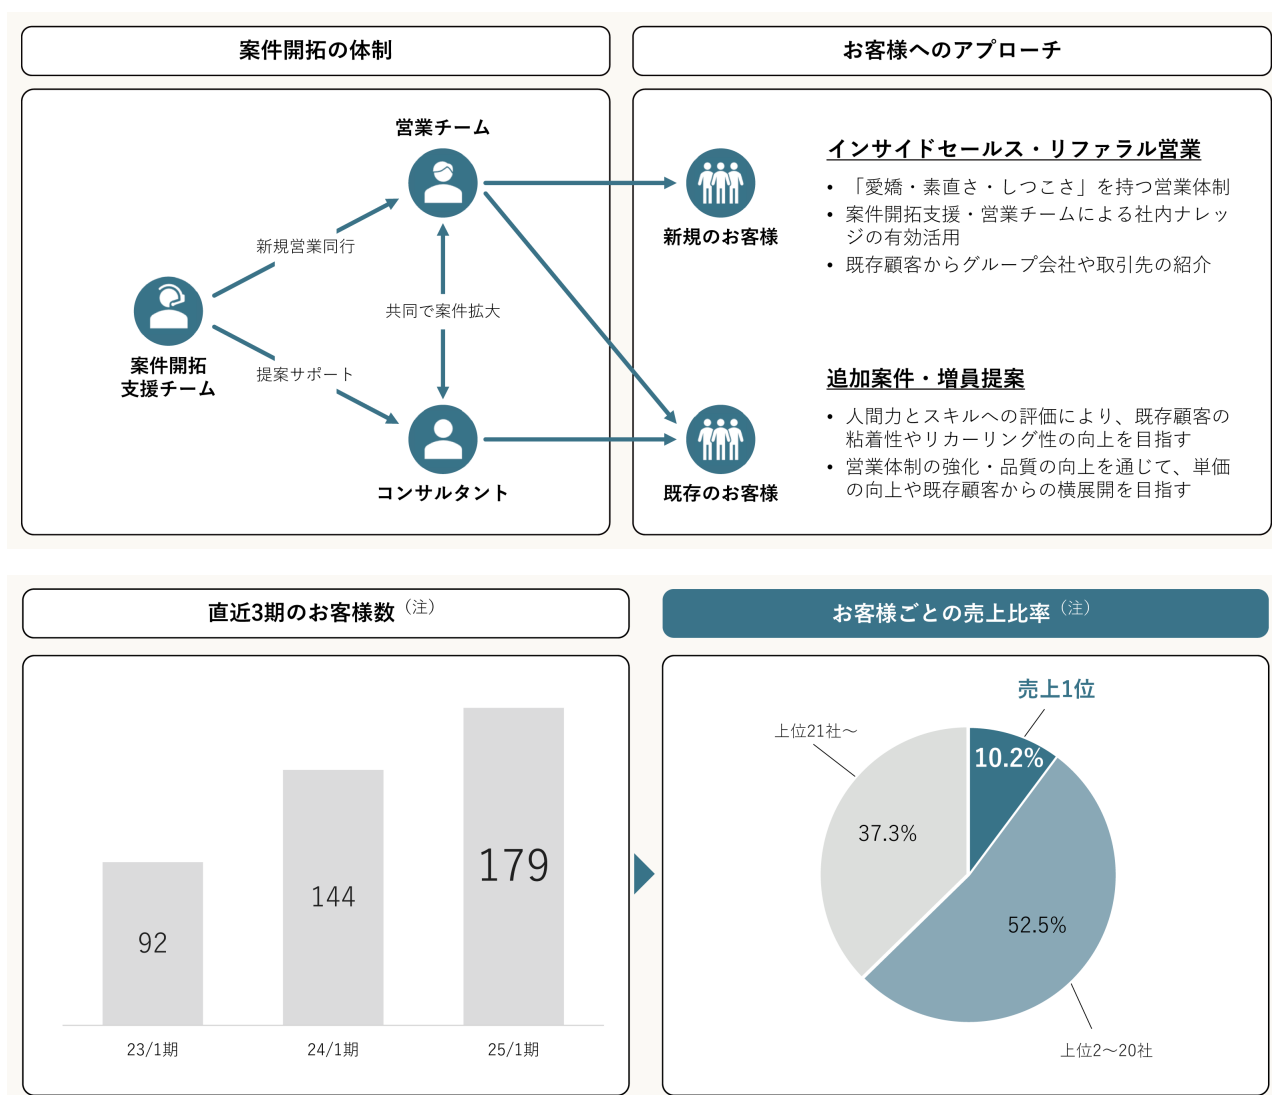 案件開拓の体制
お客様へのアプローチ
営業チーム
新規営業同行
案件開拓
支援チーム
共同で案件拡大
提案サポート
コンサルタント
新規のお客様
既存のお客様
インサイドセールス・リファラル営業
• 「愛嬌・素直さ・しつこさ」を持つ営業体制
• 案件開拓支援・営業チームによる社内ナレッ
ジの有効活用
• 既存顧客からグループ会社や取引先の紹介
追加案件・増員提案
• 人間力とスキルへの評価により、既存顧客の
粘着性やリカーリング性の向上を目指す
• 営業体制の強化・品質の向上を通じて、単価
の向上や既存顧客からの横展開を目指す
直近3期のお客様数（注）
92
144
179
23/1期
24/1期
25/1期
お客様ごとの売上比率（注）
売上1位
上位21社～
10.2%
37.3%
52.5%
上位2～20社